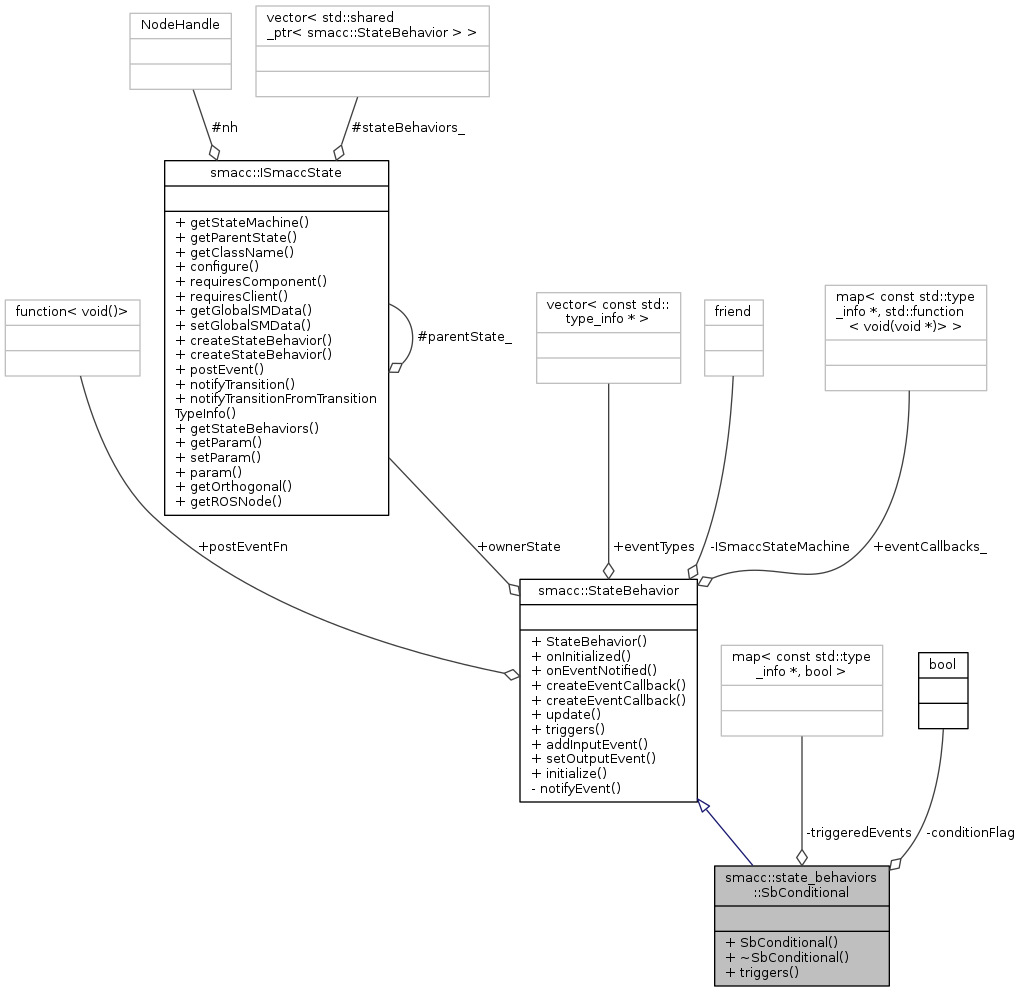 NodeHandle
vector< std::shared
_ptr< smacc::StateBehavior > >
#nh
#stateBehaviors_
smacc::ISmaccState
+ getStateMachine()
+ getParentState()
+ getClassName()
+ configure()
+ requiresComponent()
+ requiresClient()
+ getGlobalSMData()
+ setGlobalSMData()
+ createStateBehavior()
+ createStateBehavior()
+ postEvent()
+ notifyTransition()
+ notifyTransitionFromTransition
TypeInfo()
+ getStateBehaviors()
+ getParam()
+ setParam()
+ param()
+ getOrthogonal()
+ getROSNode()
#parentState_
function< void()>
vector< const std::
type_info * >
friend
map< const std::type
_info *, std::function
< void(void *)> >
+postEventFn
+ownerState
+eventTypes
-ISmaccStateMachine
+eventCallbacks_
smacc::StateBehavior
+ StateBehavior()
+ onInitialized()
+ onEventNotified()
+ createEventCallback()
+ createEventCallback()
+ update()
+ triggers()
+ addInputEvent()
+ setOutputEvent()
+ initialize()
- notifyEvent()
map< const std::type
_info *, bool >
bool
-triggeredEvents
-conditionFlag
smacc::state_behaviors
::SbConditional
+ SbConditional()
+ ~SbConditional()
+ triggers()